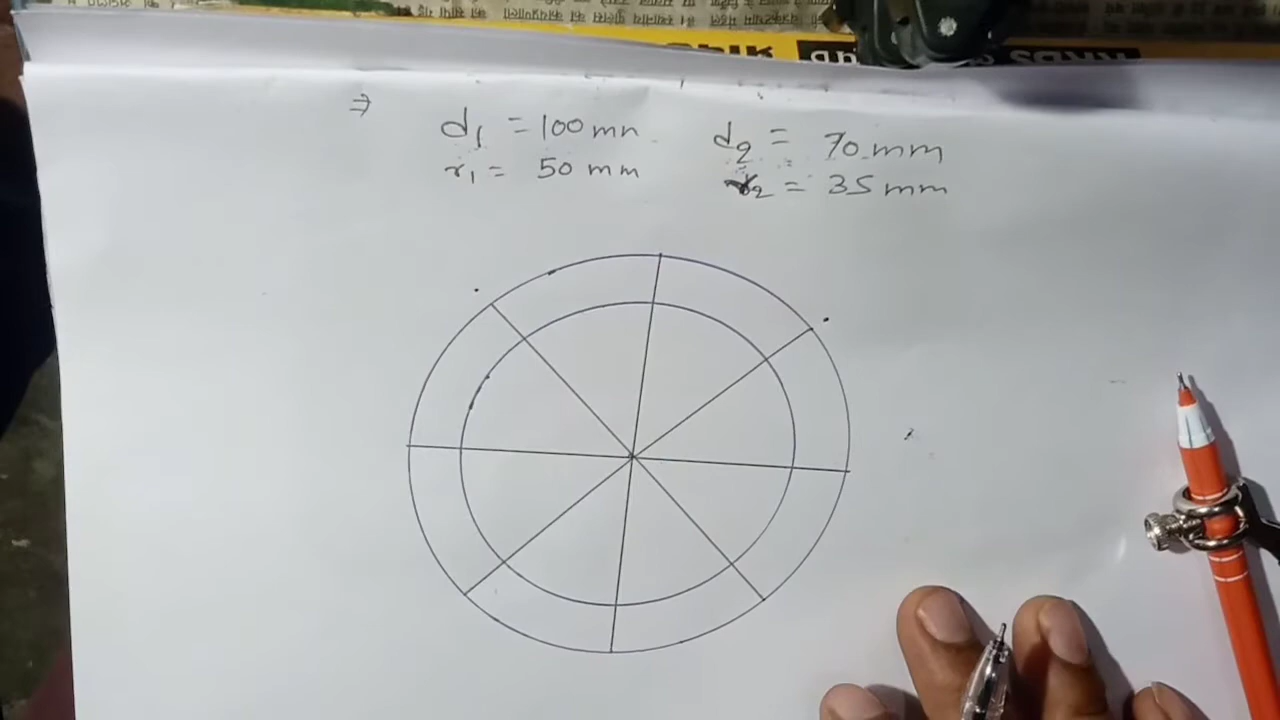 ⇒ d₁ = 100 mn d₂ = 70 mm
r₁ = 50 mm r₂ = 35 mm